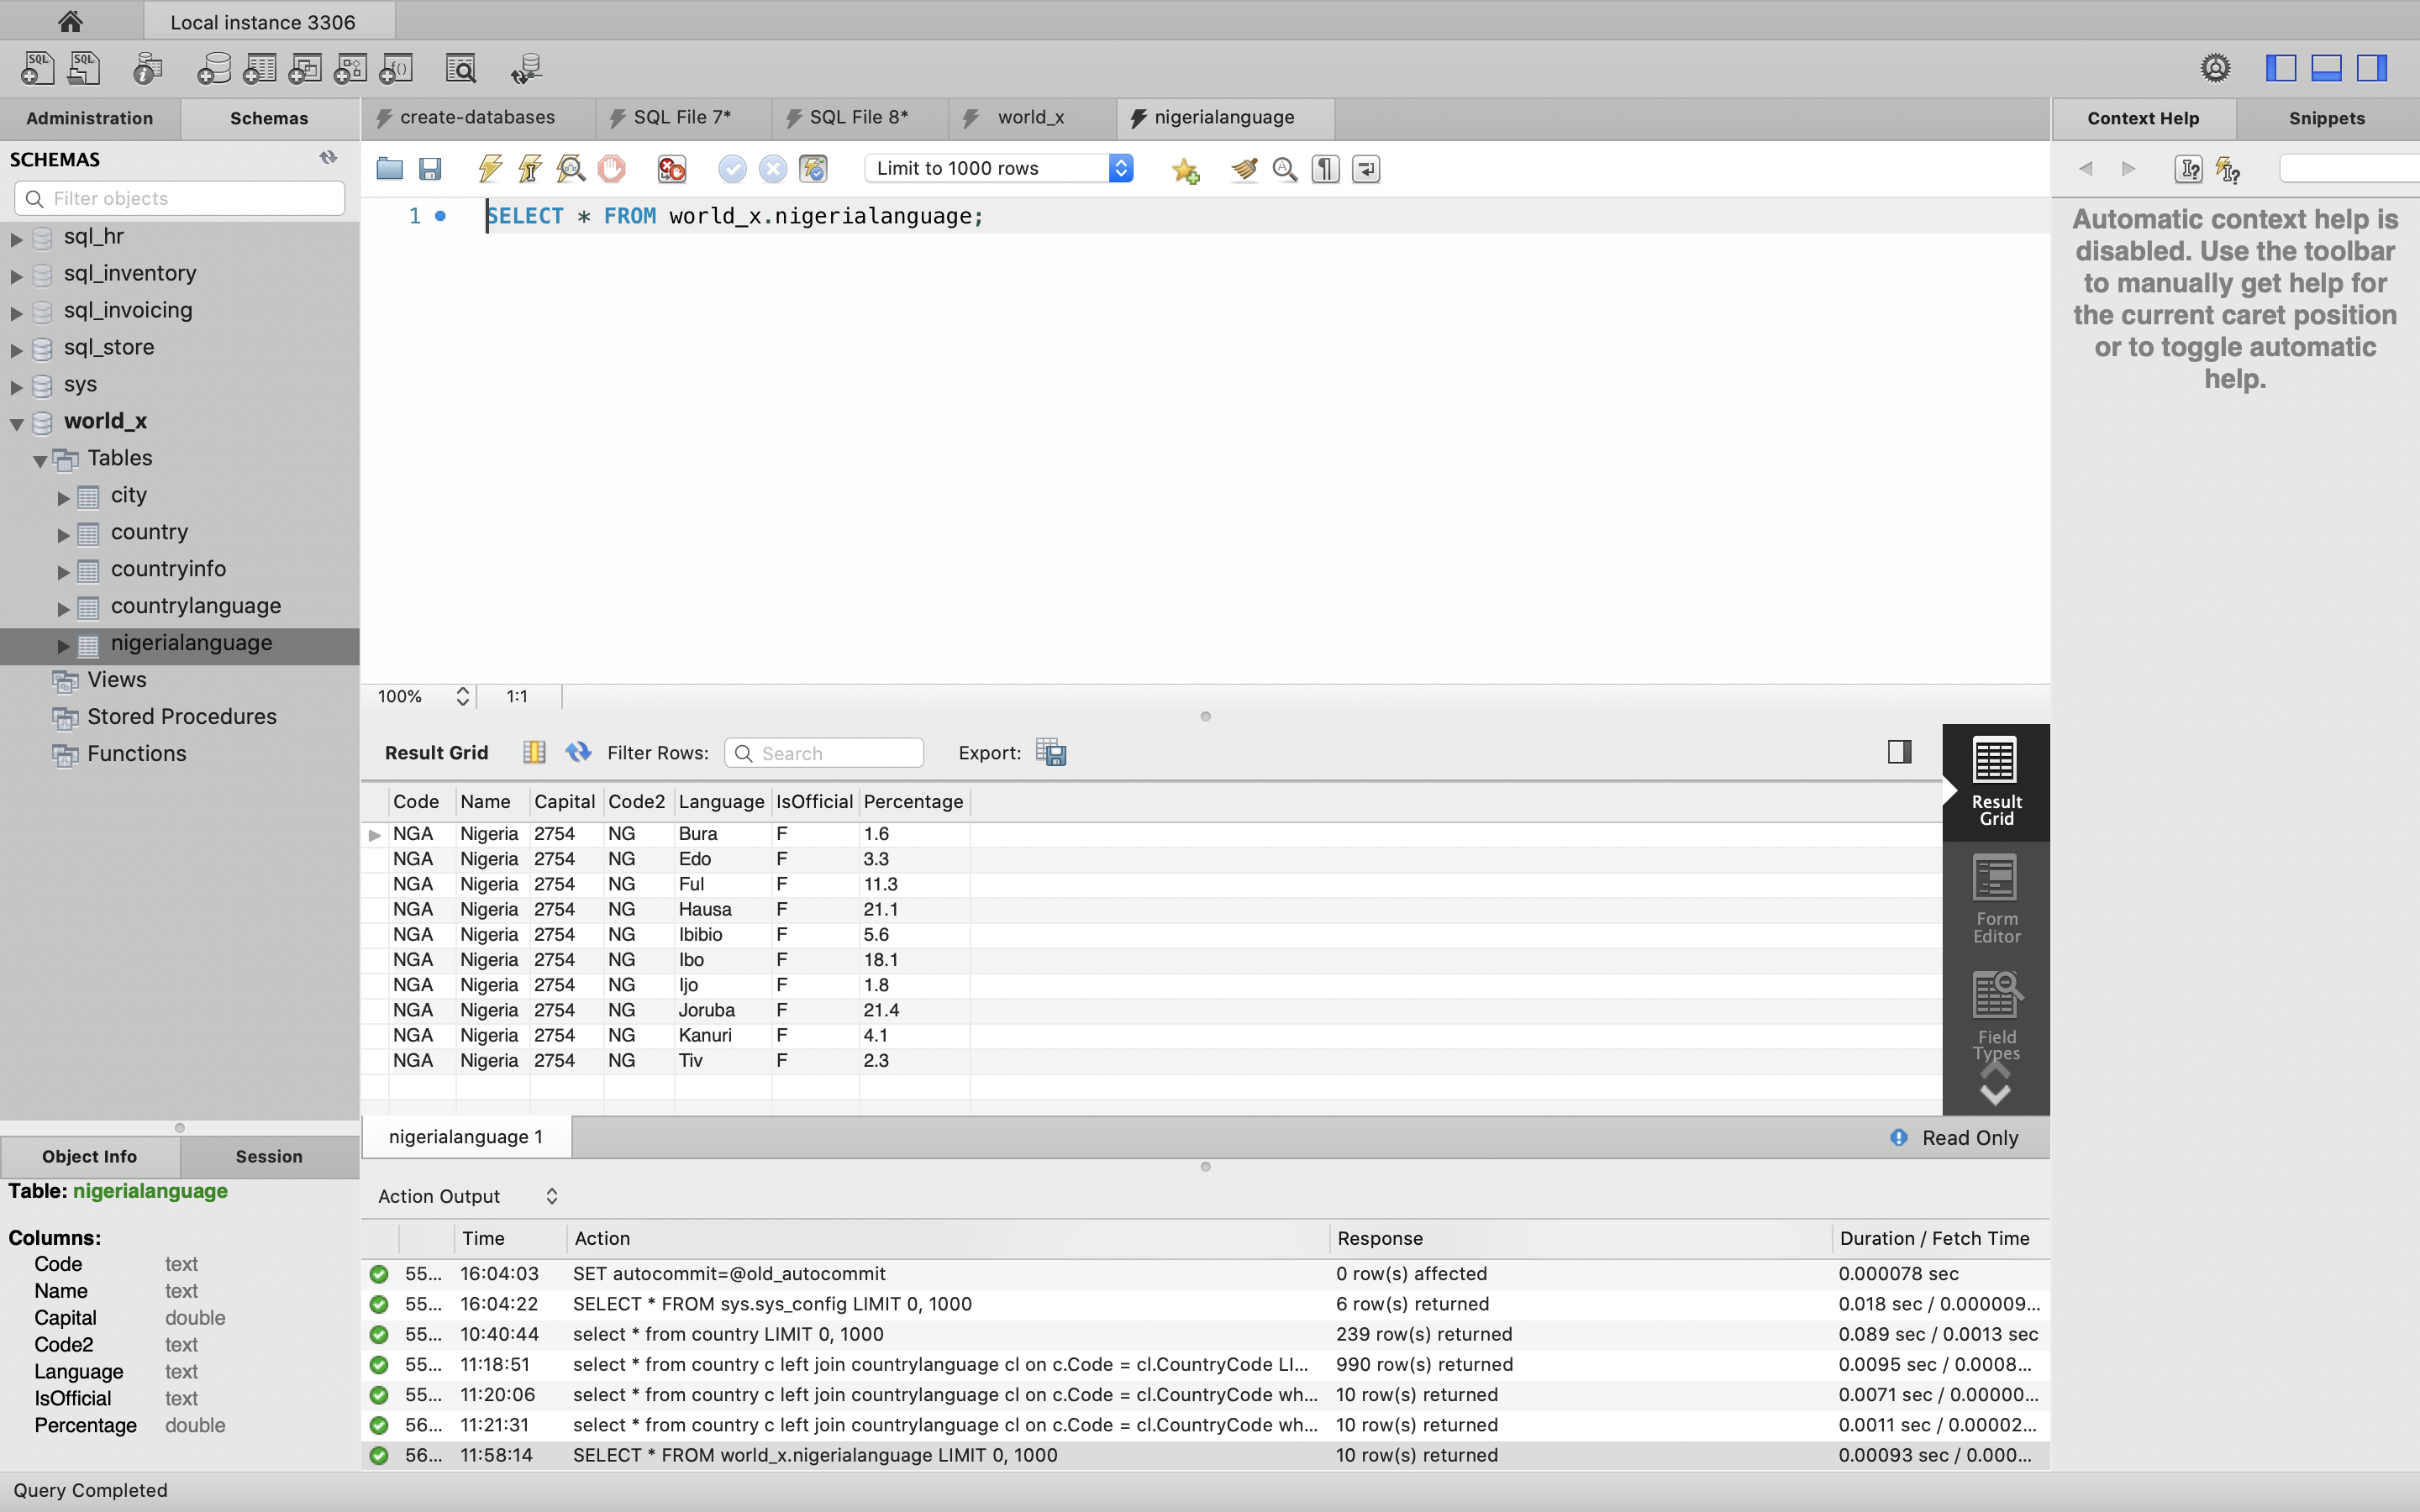 Local instance 3306
SQL SQL
Administration Schemas
create-databases SQL File 7* SQL File 8* world_x nigerialanguage
Context Help Snippets
SCHEMAS
Filter objects
Limit to 1000 rows
1 SELECT * FROM world_x.nigerialanguage;
sql_hr
sql_inventory
sql_invoicing
sql_store
sys
world_x
Tables
city
country
countryinfo
countrylanguage
nigerialanguage
Views
Stored Procedures
Functions
Automatic context help is
disabled. Use the toolbar
to manually get help for
the current caret position
or to toggle automatic
help.
100% 1:1
Result Grid Filter Rows: Search Export:
Code Name Capital Code2 Language IsOfficial Percentage
NGA Nigeria 2754 NG Bura F 1.6
NGA Nigeria 2754 NG Edo F 3.3
NGA Nigeria 2754 NG Ful F 11.3
NGA Nigeria 2754 NG Hausa F 21.1
NGA Nigeria 2754 NG Ibibio F 5.6
NGA Nigeria 2754 NG Ibo F 18.1
NGA Nigeria 2754 NG Ijo F 1.8
NGA Nigeria 2754 NG Joruba F 21.4
NGA Nigeria 2754 NG Kanuri F 4.1
NGA Nigeria 2754 NG Tiv F 2.3
Result
Grid
Form
Editor
Field
Types
nigerialanguage 1 Read Only
Object Info Session
Table: nigerialanguage
Columns:
Code text
Name text
Capital double
Code2 text
Language text
IsOfficial text
Percentage double
Action Output
Time Action Response Duration / Fetch Time
55... 16:04:03 SET autocommit=@old_autocommit 0 row(s) affected 0.000078 sec
55... 16:04:22 SELECT * FROM sys.sys_config LIMIT 0, 1000 6 row(s) returned 0.018 sec / 0.000009...
55... 10:40:44 select * from country LIMIT 0, 1000 239 row(s) returned 0.089 sec / 0.0013 sec
55... 11:18:51 select * from country c left join countrylanguage cl on c.Code = cl.CountryCode LI... 990 row(s) returned 0.0095 sec / 0.0008...
55... 11:20:06 select * from country c left join countrylanguage cl on c.Code = cl.CountryCode wh... 10 row(s) returned 0.0071 sec / 0.00000...
56... 11:21:31 select * from country c left join countrylanguage cl on c.Code = cl.CountryCode wh... 10 row(s) returned 0.0011 sec / 0.00002...
56... 11:58:14 SELECT * FROM world_x.nigerialanguage LIMIT 0, 1000 10 row(s) returned 0.00093 sec / 0.000...
Query Completed